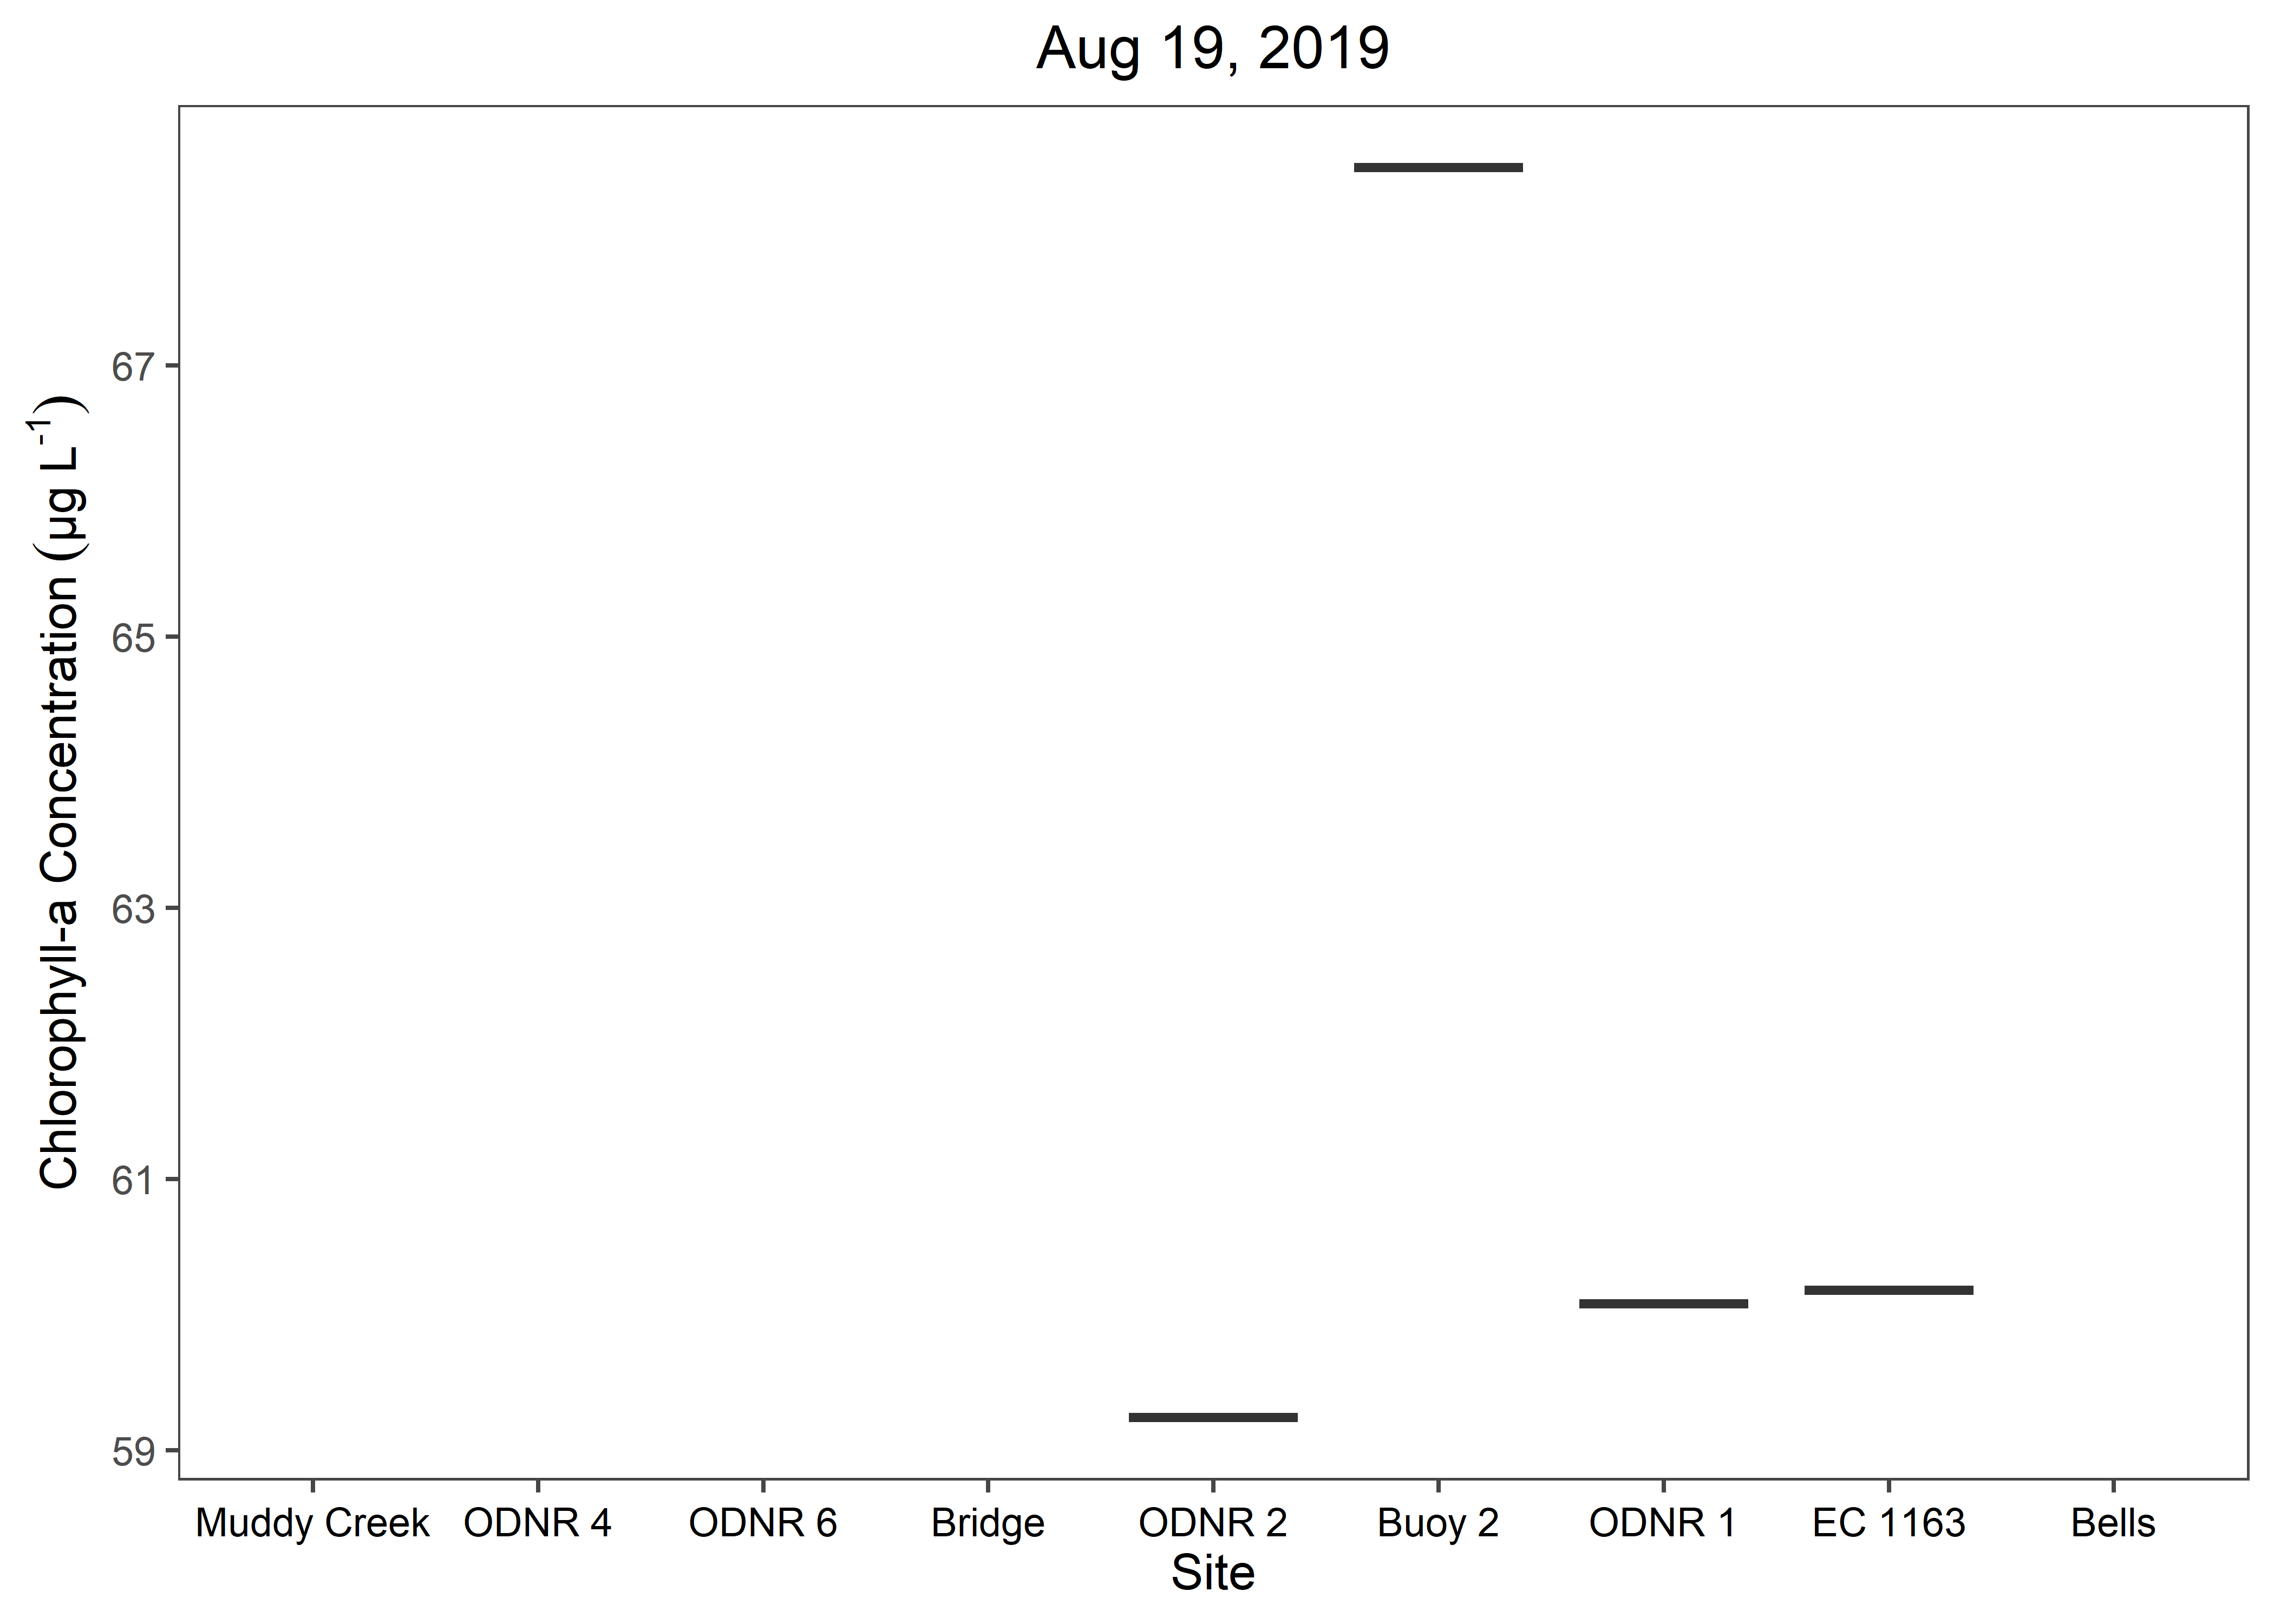 Aug 19, 2019
Chlorophyll-a Concentration (µg L⁻¹)
67
65
63
61
59
Muddy Creek ODNR 4 ODNR 6 Bridge ODNR 2 Buoy 2 ODNR 1 EC 1163 Bells
Site